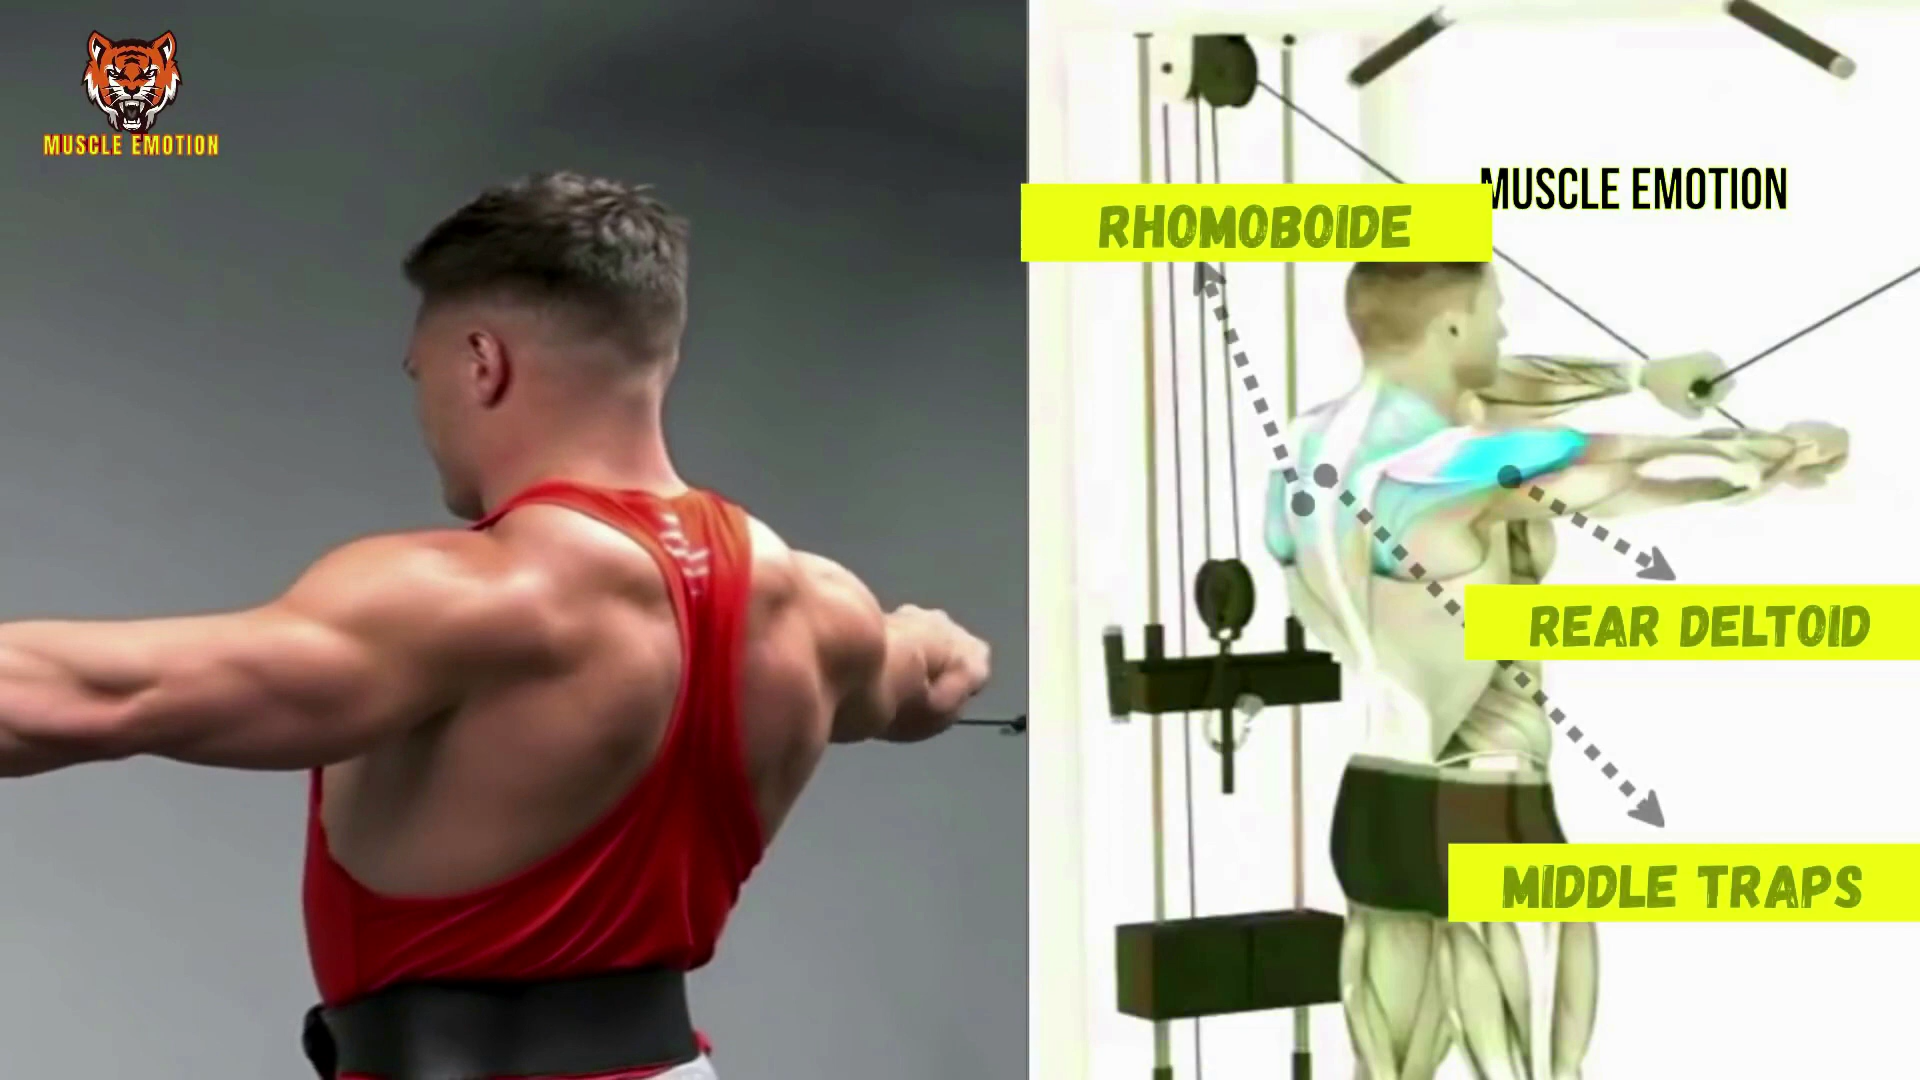 MUSCLE EMOTION
MUSCLE EMOTION
RHOMOBOIDE
REAR DELTOID
MIDDLE TRAPS